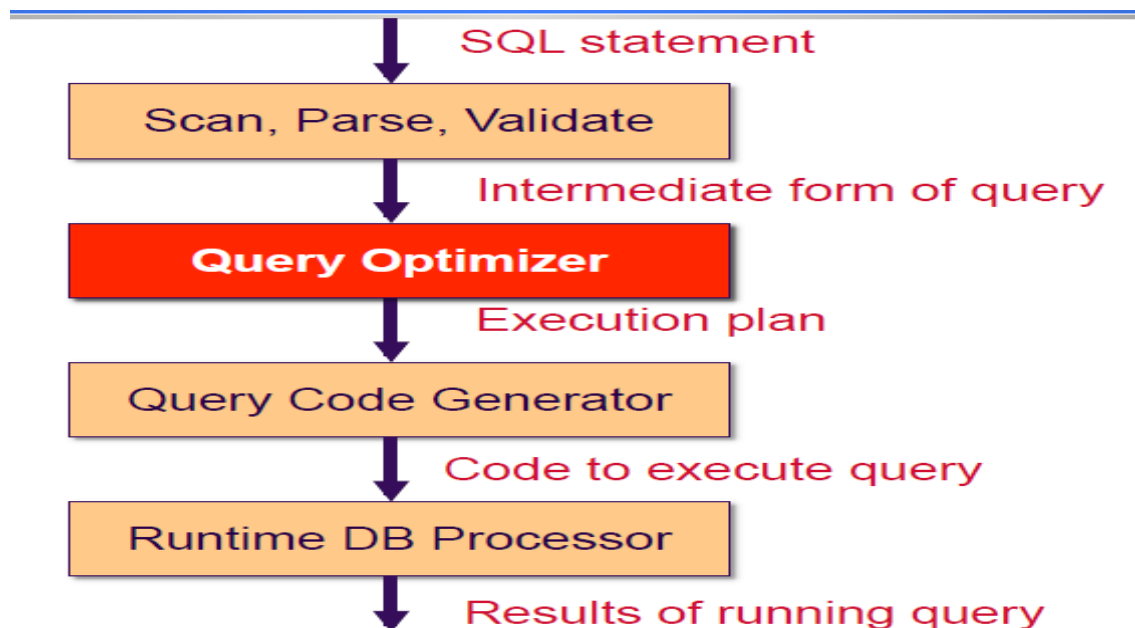 SQL statement
Scan, Parse, Validate
Intermediate form of query
Query Optimizer
Execution plan
Query Code Generator
Code to execute query
Runtime DB Processor
Results of running query